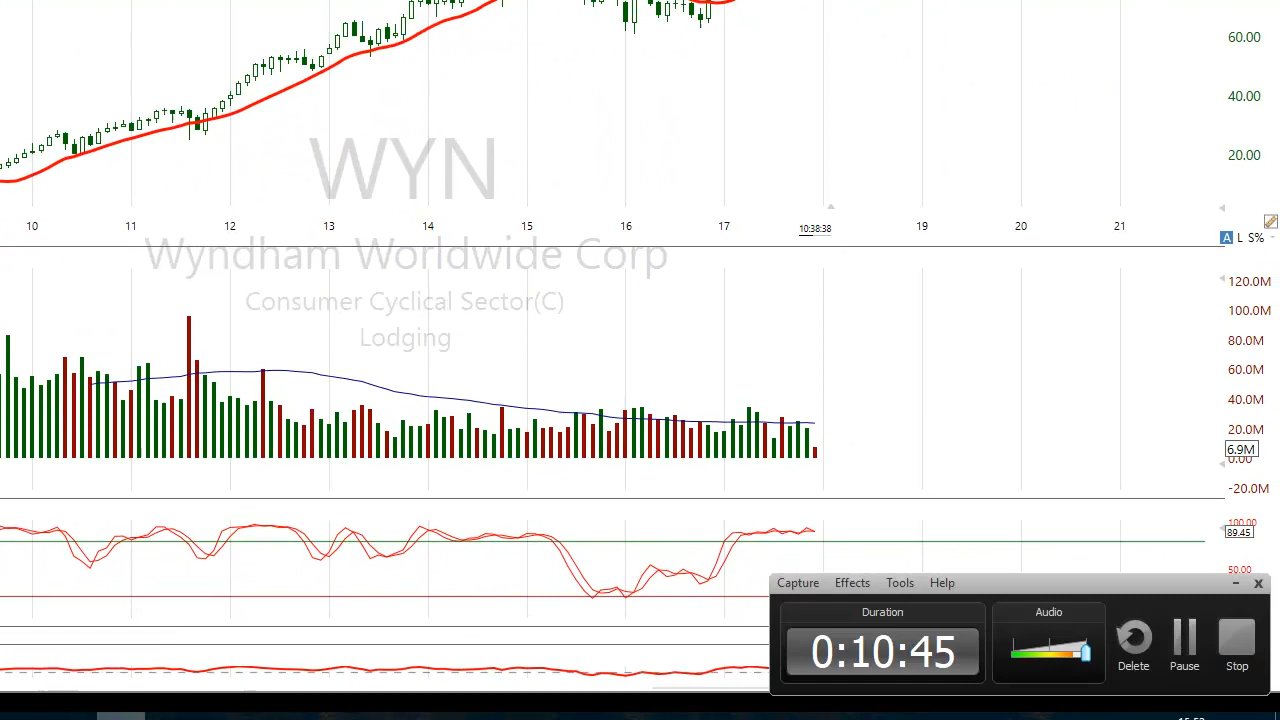 60.00
40.00
20.00
WYN
10 11 12 13 14 15 16 17 10:38:38 19 20 21
A L S%
Wyndham Worldwide Corp
Consumer Cyclical Sector(C)
Lodging
120.0M
100.0M
80.0M
60.0M
40.0M
20.0M
6.9M
0.00
-20.0M
100.00
89.45
50.00
Capture Effects Tools Help
Duration Audio
0:10:45
Delete Pause Stop